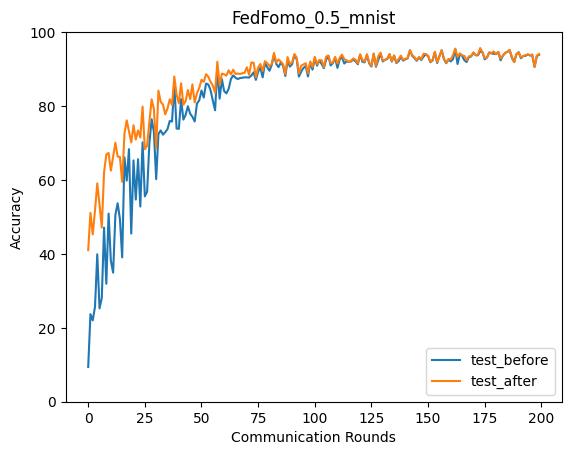 FedFomo_0.5_mnist
Accuracy
100
80
60
40
20
0
0 25 50 75 100 125 150 175 200
Communication Rounds
test_before
test_after